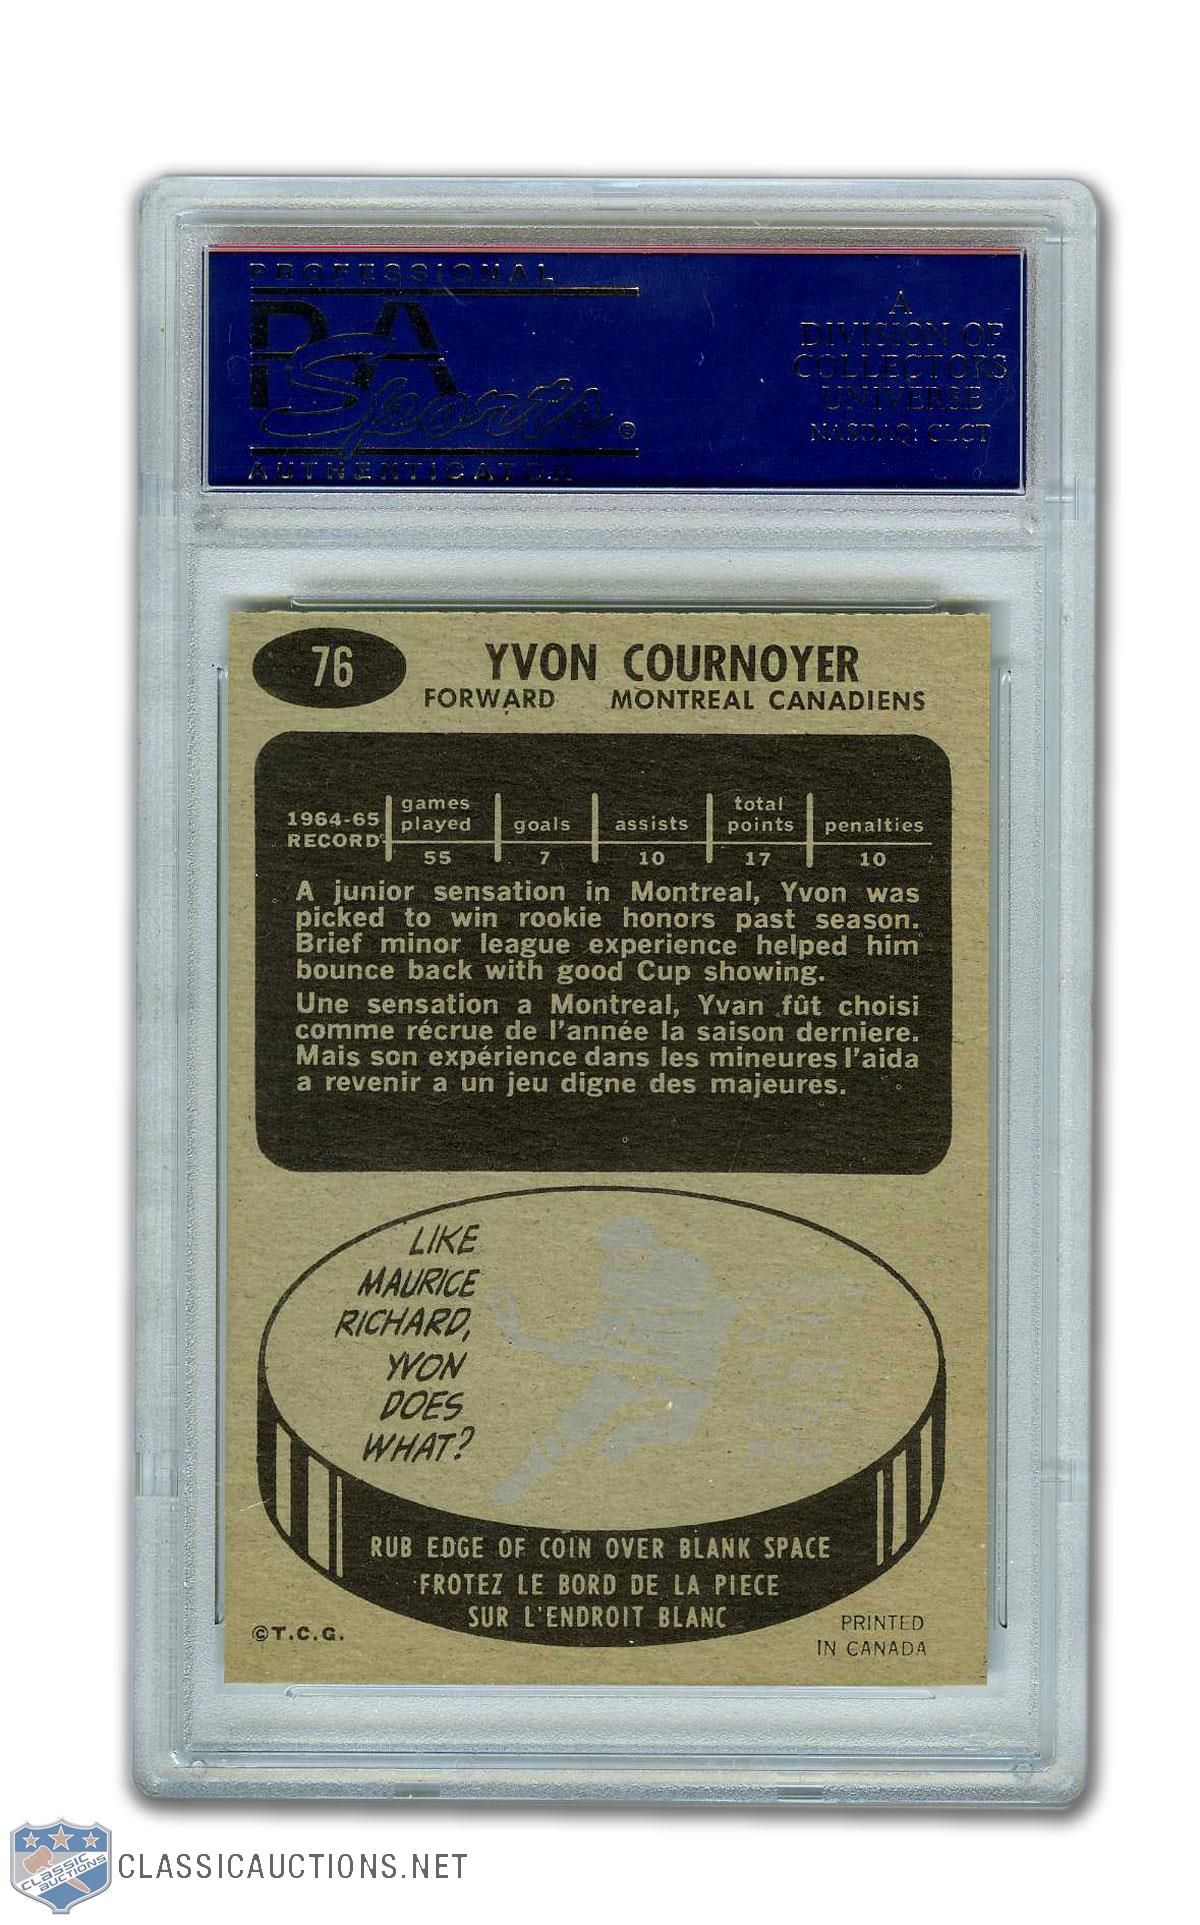 PROFESSIONAL
PSA
Sports ®
AUTHENTICATOR
A
DIVISION OF
COLLECTORS
UNIVERSE
NASDAQ: CLCT
76
YVON COURNOYER
FORWARD MONTREAL CANADIENS
1964-65
RECORD
games
played
goals
assists
total
points
penalties
55 7 10 17 10
A junior sensation in Montreal, Yvon was
picked to win rookie honors past season.
Brief minor league experience helped him
bounce back with good Cup showing.
Une sensation a Montreal, Yvan fût choisi
comme récrue de l'année la saison derniere.
Mais son expérience dans les mineures l'aida
a revenir a un jeu digne des majeures.
LIKE
MAURICE
RICHARD,
YVON
DOES
WHAT?
RUB EDGE OF COIN OVER BLANK SPACE
FROTEZ LE BORD DE LA PIECE
SUR L'ENDROIT BLANC
©T.C.G.
PRINTED
IN CANADA
CLASSIC
AUCTIONS
CLASSICAUCTIONS.NET